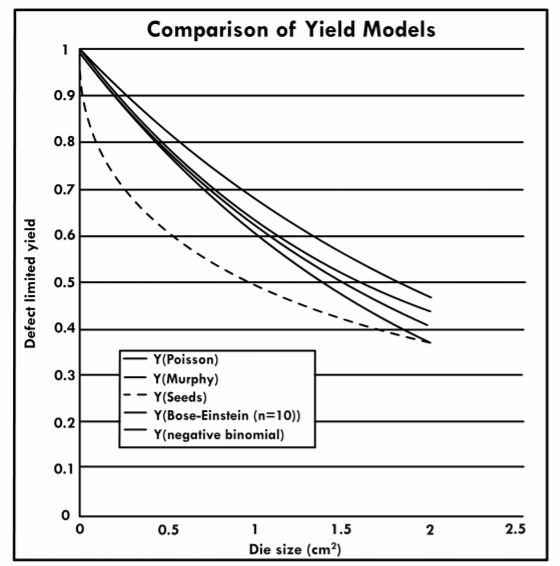 Comparison of Yield Models
1
0.9
0.8
0.7
0.6
0.5
0.4
0.3
0.2
0.1
0
Defect limited yield
Y(Poisson)
Y(Murphy)
Y(Seeds)
Y(Bose-Einstein (n=10))
Y(negative binomial)
0 0.5 1 1.5 2 2.5
Die size (cm²)